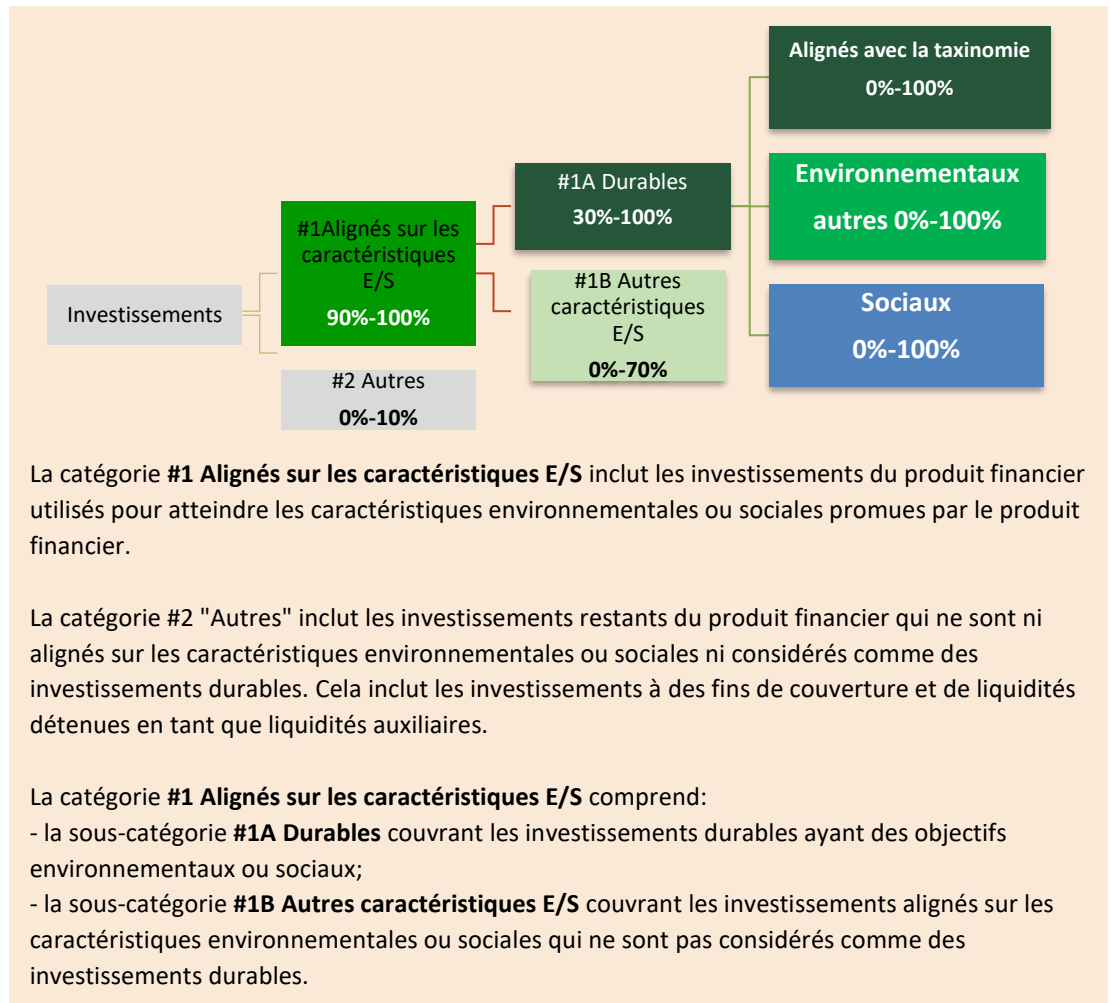 Alignés avec la taxinomie
0%-100%
#1A Durables
30%-100%
Environnementaux
autres 0%-100%
#1Alignés sur les
caractéristiques
E/S
90%-100%
#1B Autres
caractéristiques
E/S
0%-70%
Investissements
Sociaux
0%-100%
#2 Autres
0%-10%
La catégorie #1 Alignés sur les caractéristiques E/S inclut les investissements du produit financier
utilisés pour atteindre les caractéristiques environnementales ou sociales promues par le produit
financier.
La catégorie #2 "Autres" inclut les investissements restants du produit financier qui ne sont ni
alignés sur les caractéristiques environnementales ou sociales ni considérés comme des
investissements durables. Cela inclut les investissements à des fins de couverture et de liquidités
détenues en tant que liquidités auxiliaires.
La catégorie #1 Alignés sur les caractéristiques E/S comprend:
- la sous-catégorie #1A Durables couvrant les investissements durables ayant des objectifs
environnementaux ou sociaux;
- la sous-catégorie #1B Autres caractéristiques E/S couvrant les investissements alignés sur les
caractéristiques environnementales ou sociales qui ne sont pas considérés comme des
investissements durables.